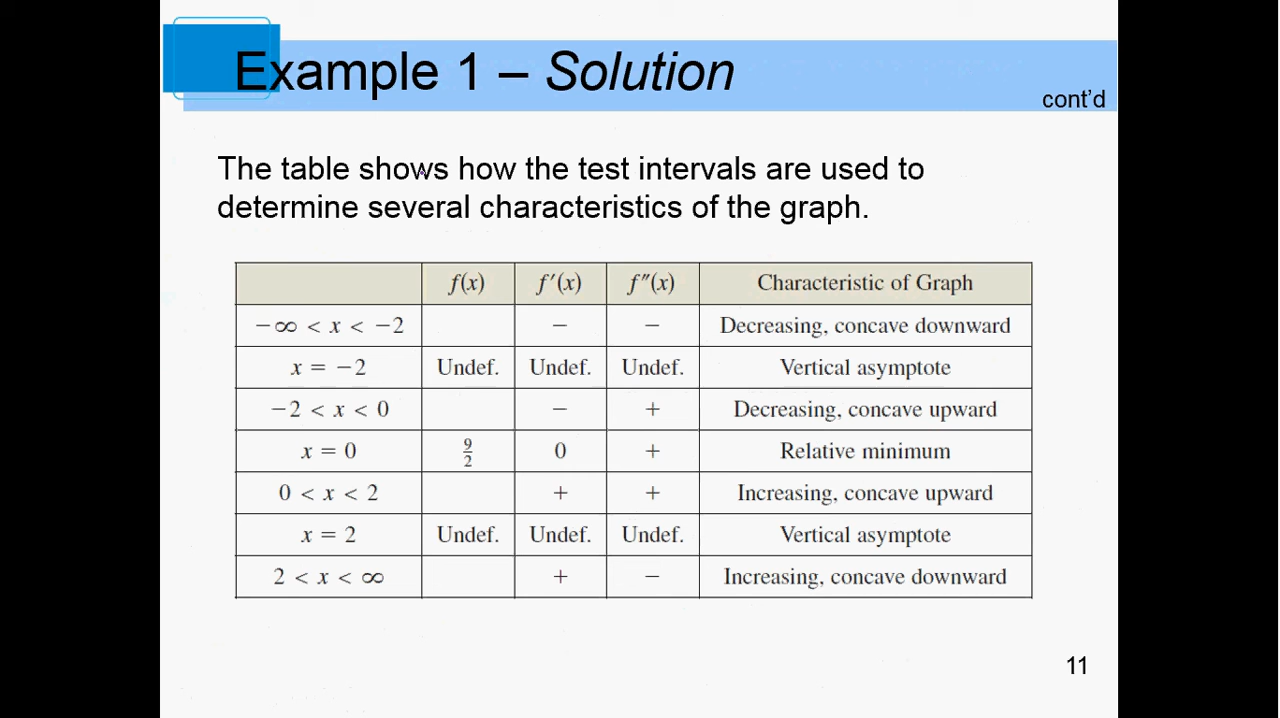 Example 1 – Solution
cont’d
The table shows how the test intervals are used to
determine several characteristics of the graph.
f(x) f′(x) f″(x) Characteristic of Graph
−∞ < x < −2 − − Decreasing, concave downward
x = −2 Undef. Undef. Undef. Vertical asymptote
−2 < x < 0 − + Decreasing, concave upward
x = 0 9/2 0 + Relative minimum
0 < x < 2 + + Increasing, concave upward
x = 2 Undef. Undef. Undef. Vertical asymptote
2 < x < ∞ + − Increasing, concave downward
11